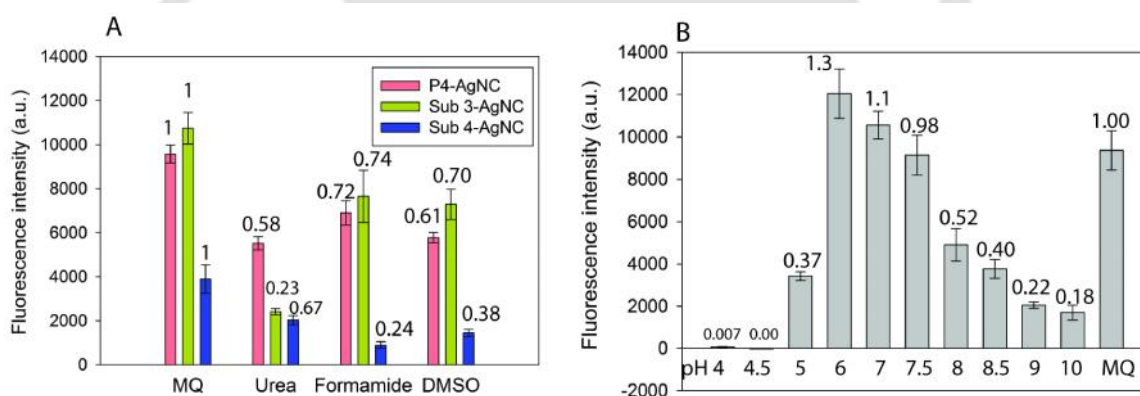 A
Fluorescence intensity (a.u.)
14000
12000
10000
8000
6000
4000
2000
0
P4-AgNC
Sub 3-AgNC
Sub 4-AgNC
1 1 1
0.58 0.23 0.67
0.72 0.74 0.24
0.61 0.70 0.38
MQ Urea Formamide DMSO
B
Fluorescence intensity (a.u.)
14000
12000
10000
8000
6000
4000
2000
0
-2000
0.007 0.00 0.37 1.3 1.1 0.98 0.52 0.40 0.22 0.18 1.00
pH 4 4.5 5 6 7 7.5 8 8.5 9 10 MQ